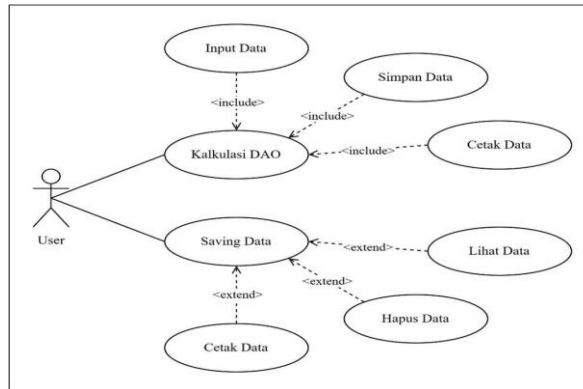 Input Data
Simpan Data
<include>
<include>
Kalkulasi DAO
<include>
Cetak Data
User
Saving Data
<extend>
Lihat Data
<extend>
<extend>
Hapus Data
Cetak Data